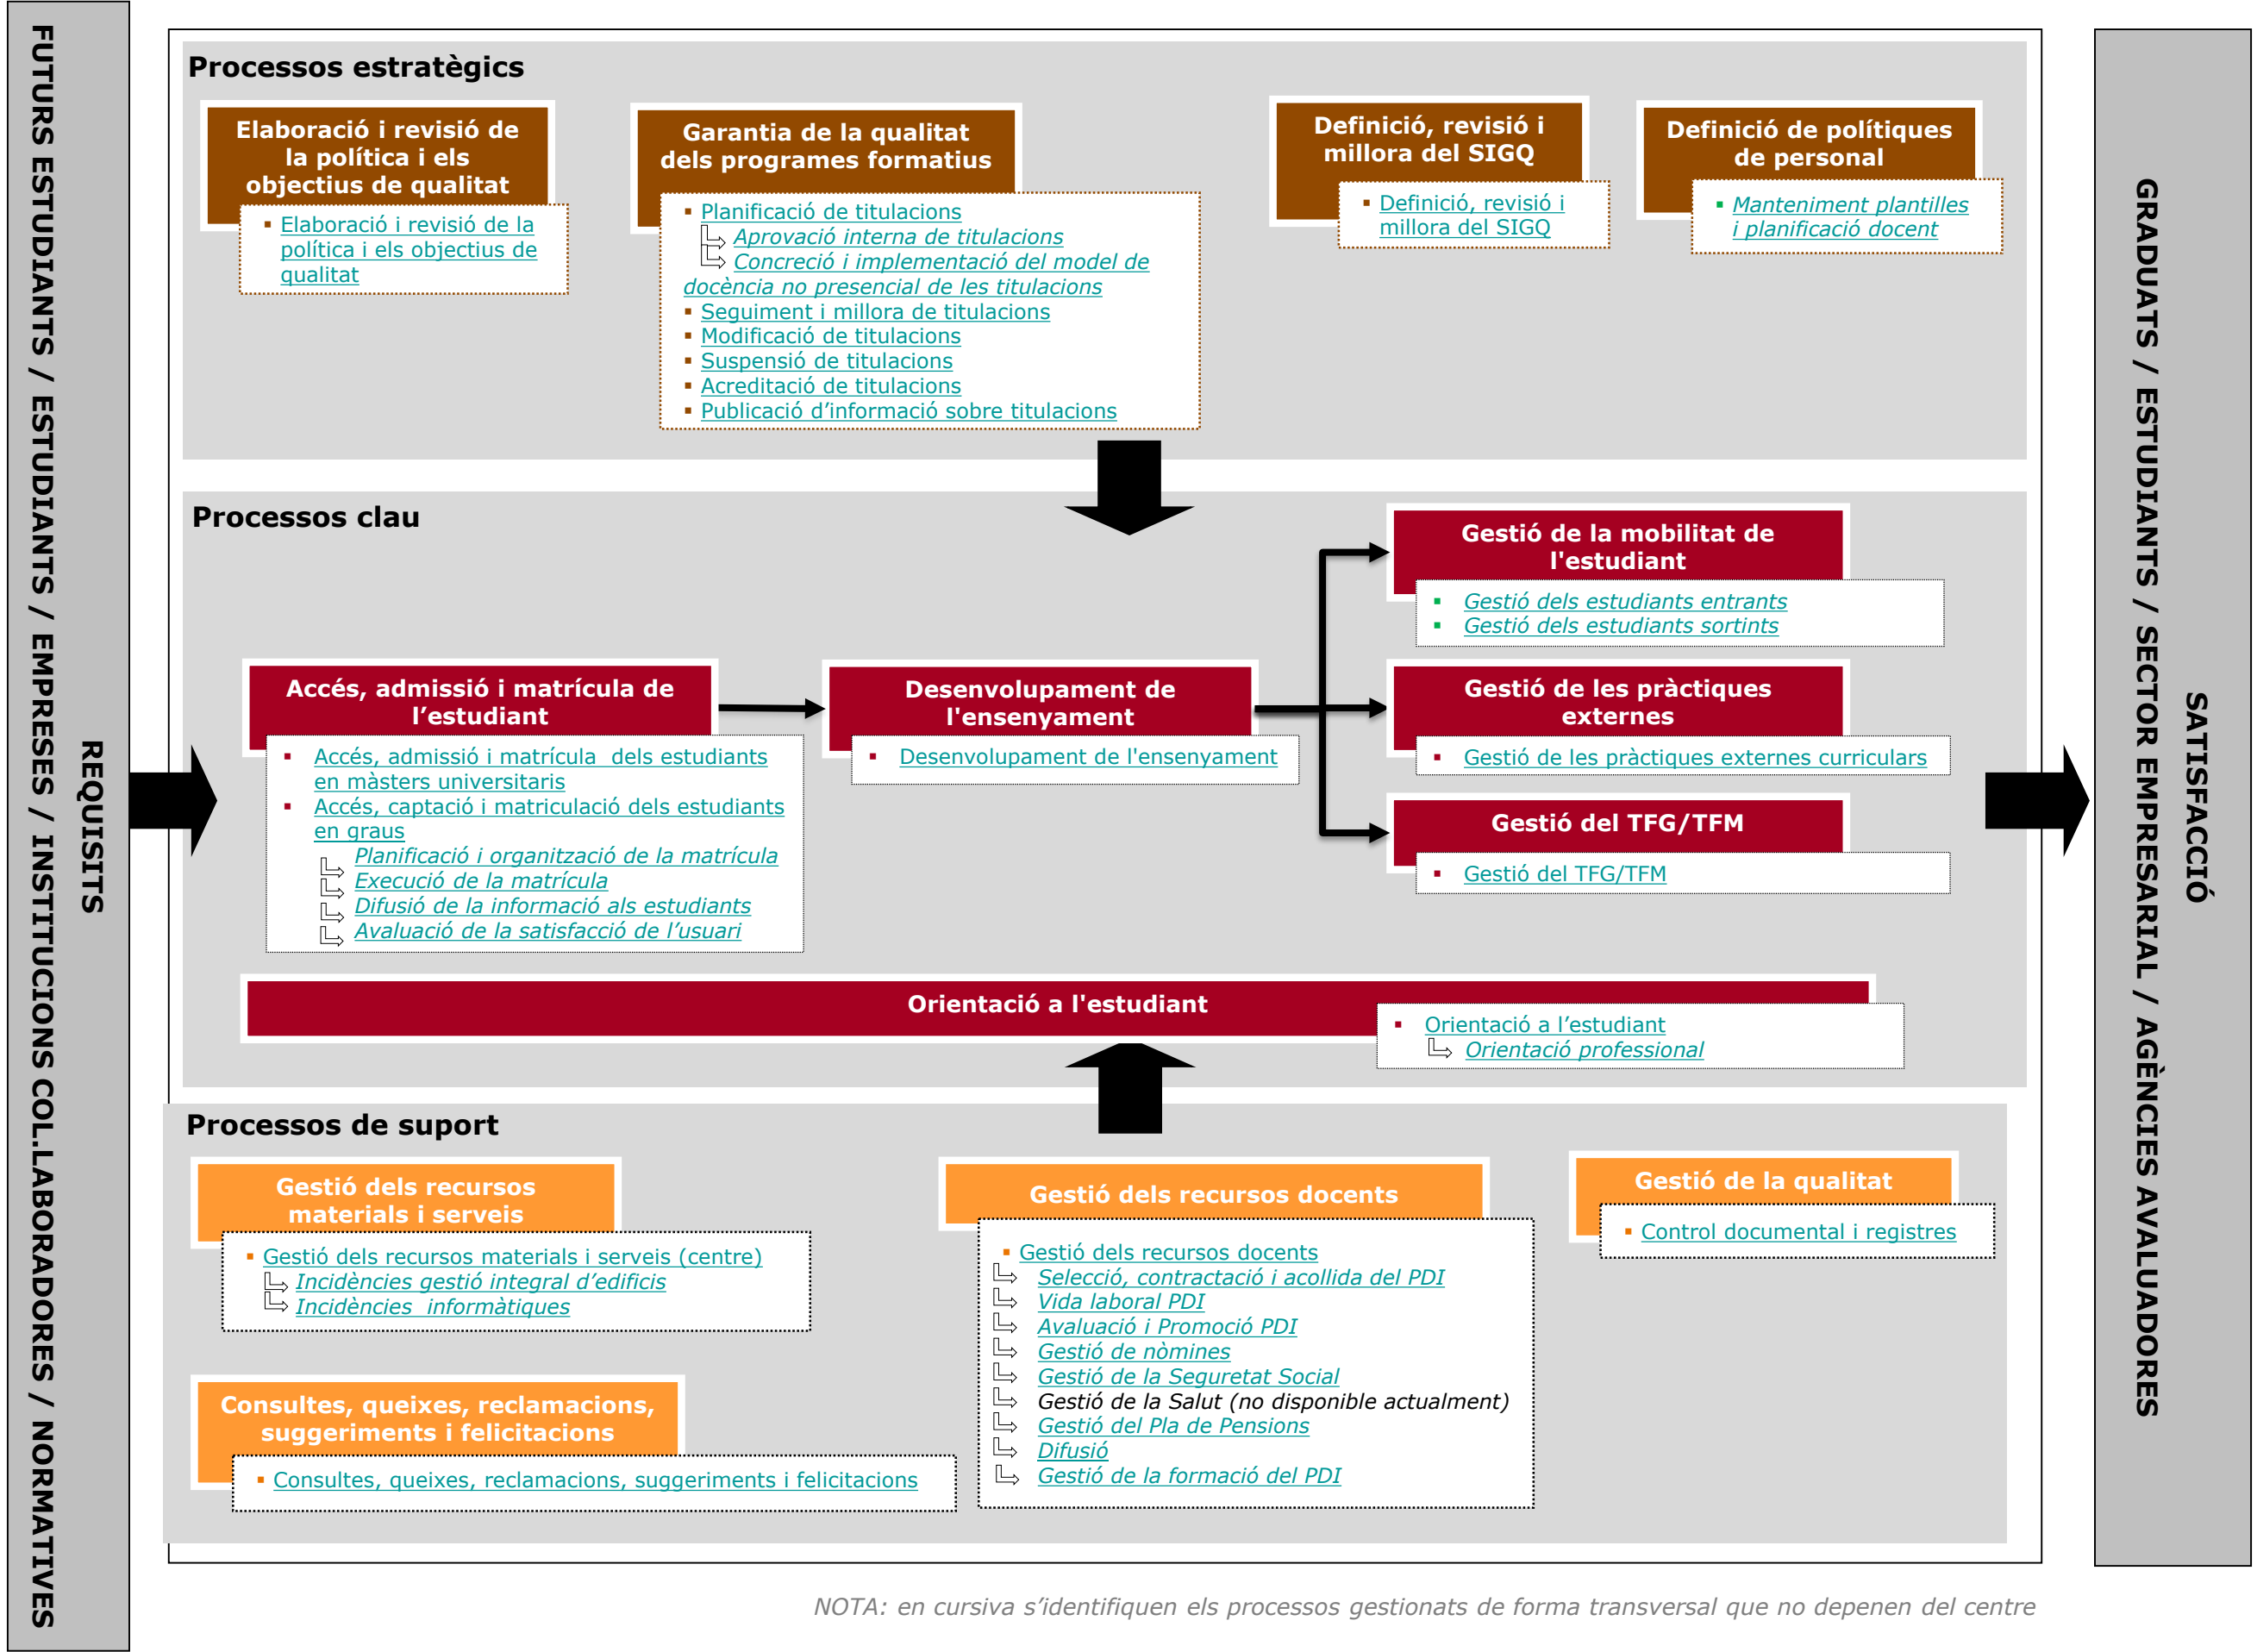 FUTURS ESTUDIANTS / ESTUDIANTS / EMPRESES / INSTITUCIONS COL.LABORADORES / NORMATIVES
REQUISITS
Processos estratègics
Elaboració i revisió de
la política i els
objectius de qualitat
Elaboració i revisió de la
política i els objectius de
qualitat
Garantia de la qualitat
dels programes formatius
Planificació de titulacions
Aprovació interna de titulacions
Concreció i implementació del model de
docència no presencial de les titulacions
Seguiment i millora de titulacions
Modificació de titulacions
Suspensió de titulacions
Acreditació de titulacions
Publicació d’informació sobre titulacions
Definició, revisió i
millora del SIGQ
Definició, revisió i
millora del SIGQ
Definició de polítiques
de personal
Manteniment plantilles
i planificació docent
Processos clau
Accés, admissió i matrícula de
l’estudiant
Accés, admissió i matrícula  dels estudiants
en màsters universitaris
Accés, captació i matriculació dels estudiants
en graus
Planificació i organització de la matrícula
Execució de la matrícula
Difusió de la informació als estudiants
Avaluació de la satisfacció de l’usuari
Desenvolupament de
l'ensenyament
Desenvolupament de l'ensenyament
Gestió de la mobilitat de
l'estudiant
Gestió dels estudiants entrants
Gestió dels estudiants sortints
Gestió de les pràctiques
externes
Gestió de les pràctiques externes curriculars
Gestió del TFG/TFM
Gestió del TFG/TFM
Orientació a l'estudiant
Orientació a l’estudiant
Orientació professional
Processos de suport
Gestió dels recursos
materials i serveis
Gestió dels recursos materials i serveis (centre)
Incidències gestió integral d’edificis
Incidències  informàtiques
Consultes, queixes, reclamacions,
suggeriments i felicitacions
Consultes, queixes, reclamacions, suggeriments i felicitacions
Gestió dels recursos docents
Gestió dels recursos docents
Selecció, contractació i acollida del PDI
Vida laboral PDI
Avaluació i Promoció PDI
Gestió de nòmines
Gestió de la Seguretat Social
Gestió de la Salut (no disponible actualment)
Gestió del Pla de Pensions
Difusió
Gestió de la formació del PDI
Gestió de la qualitat
Control documental i registres
SATISFACCIÓ
GRADUATS / ESTUDIANTS / SECTOR EMPRESARIAL / AGÈNCIES AVALUADORES
NOTA: en cursiva s’identifiquen els processos gestionats de forma transversal que no depenen del centre